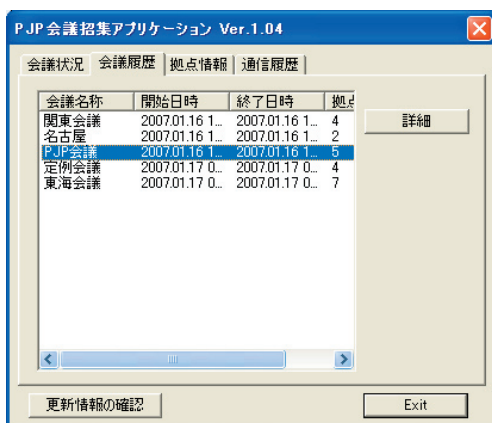 PJP会議招集アプリケーション Ver.1.04
会議状況 会議履歴 拠点情報 通信履歴
会議名称 開始日時 終了日時 拠点
関東会議 2007.01.16 1... 2007.01.16 1... 4
名古屋 2007.01.16 1... 2007.01.16 1... 2
PJP会議 2007.01.16 1... 2007.01.16 1... 5
定例会議 2007.01.17 0... 2007.01.17 0... 4
東海会議 2007.01.17 0... 2007.01.17 0... 7
詳細
更新情報の確認 Exit